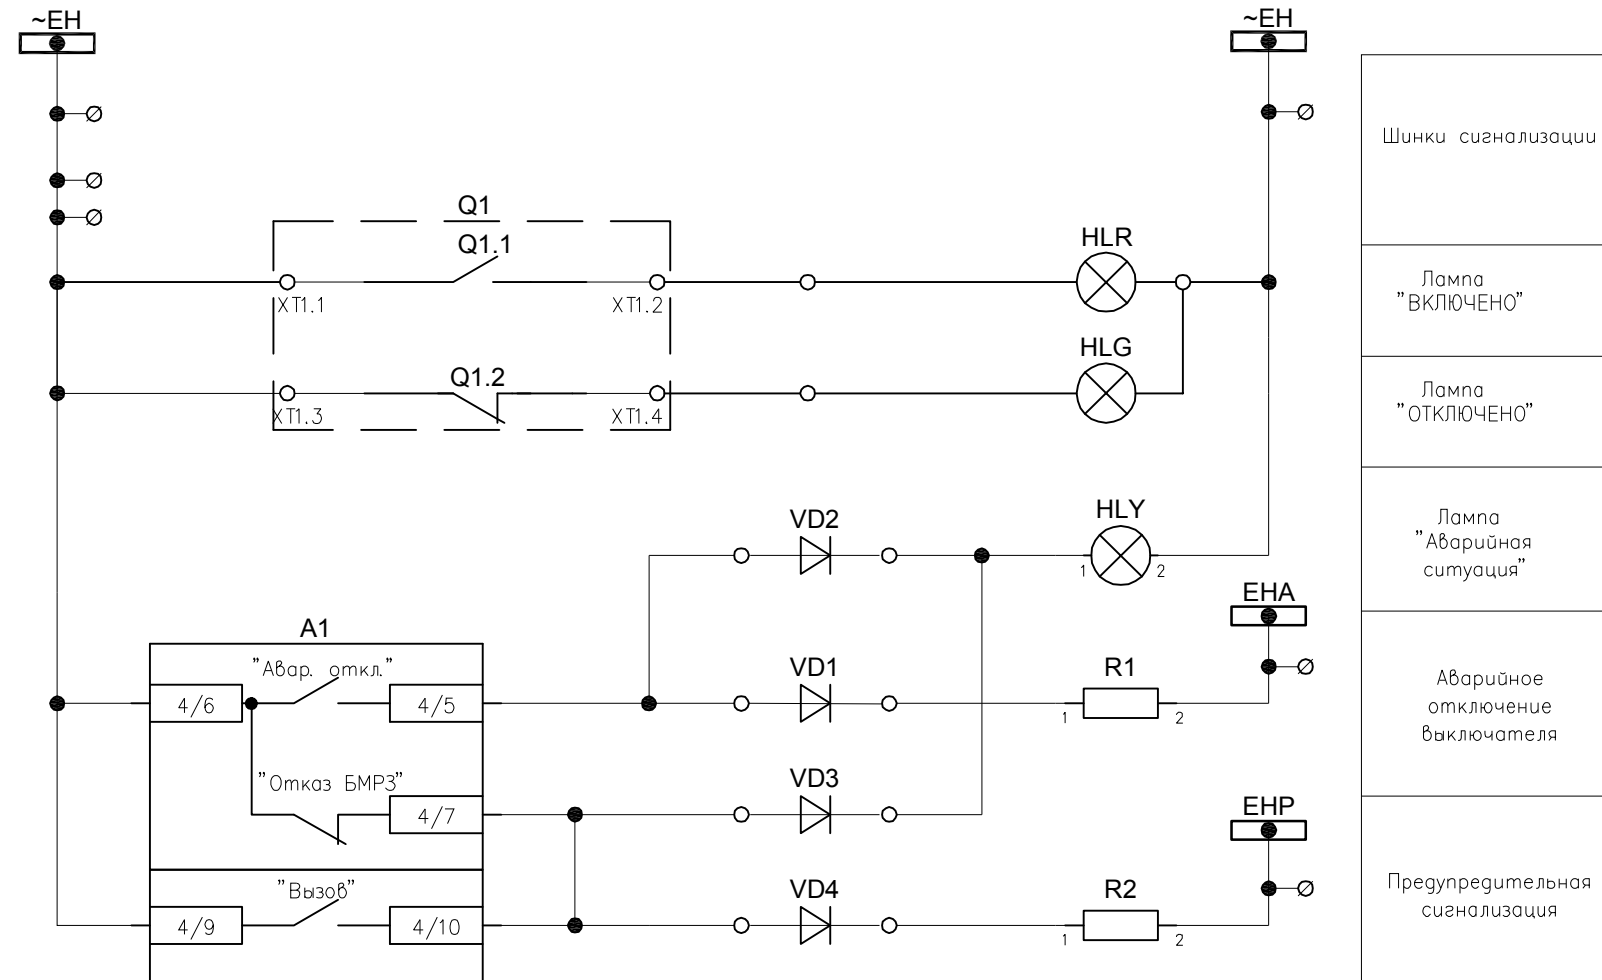 ~EH
~EH
Шинки сигнализации
Q1
Q1.1
HLR
XT1.1
XT1.2
Лампа
"ВКЛЮЧЕНО"
HLG
Q1.2
XT1.3
XT1.4
Лампа
"ОТКЛЮЧЕНО"
VD2
HLY
1
2
Лампа
"Аварийная
ситуация"
EHA
A1
"Авар. откл."
4/6
4/5
VD1
R1
1
2
Аварийное
отключение
выключателя
"Отказ БМРЗ"
4/7
VD3
EHP
"Вызов"
4/9
4/10
VD4
R2
1
2
Предупредительная
сигнализация